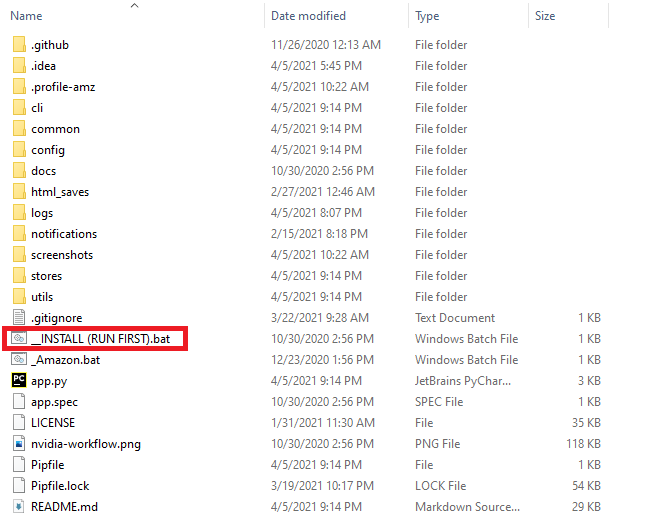 Name Date modified Type Size
.github 11/26/2020 12:13 AM File folder
.idea 4/5/2021 5:45 PM File folder
.profile-amz 4/5/2021 10:22 AM File folder
cli 4/5/2021 9:14 PM File folder
common 4/5/2021 9:14 PM File folder
config 4/5/2021 9:14 PM File folder
docs 10/30/2020 2:56 PM File folder
html_saves 2/27/2021 12:46 AM File folder
logs 4/5/2021 8:07 PM File folder
notifications 2/15/2021 8:18 PM File folder
screenshots 4/5/2021 10:22 AM File folder
stores 4/5/2021 9:14 PM File folder
utils 4/5/2021 9:14 PM File folder
.gitignore 3/22/2021 9:28 AM Text Document 1 KB
__INSTALL (RUN FIRST).bat 10/30/2020 2:56 PM Windows Batch File 1 KB
_Amazon.bat 12/23/2020 1:56 PM Windows Batch File 1 KB
PC app.py 4/5/2021 9:14 PM JetBrains PyChar... 3 KB
app.spec 10/30/2020 2:56 PM SPEC File 1 KB
LICENSE 1/31/2021 11:30 AM File 35 KB
nvidia-workflow.png 10/30/2020 2:56 PM PNG File 118 KB
Pipfile 4/5/2021 9:14 PM File 1 KB
Pipfile.lock 3/19/2021 10:17 PM LOCK File 54 KB
README.md 4/5/2021 9:14 PM Markdown Source... 29 KB